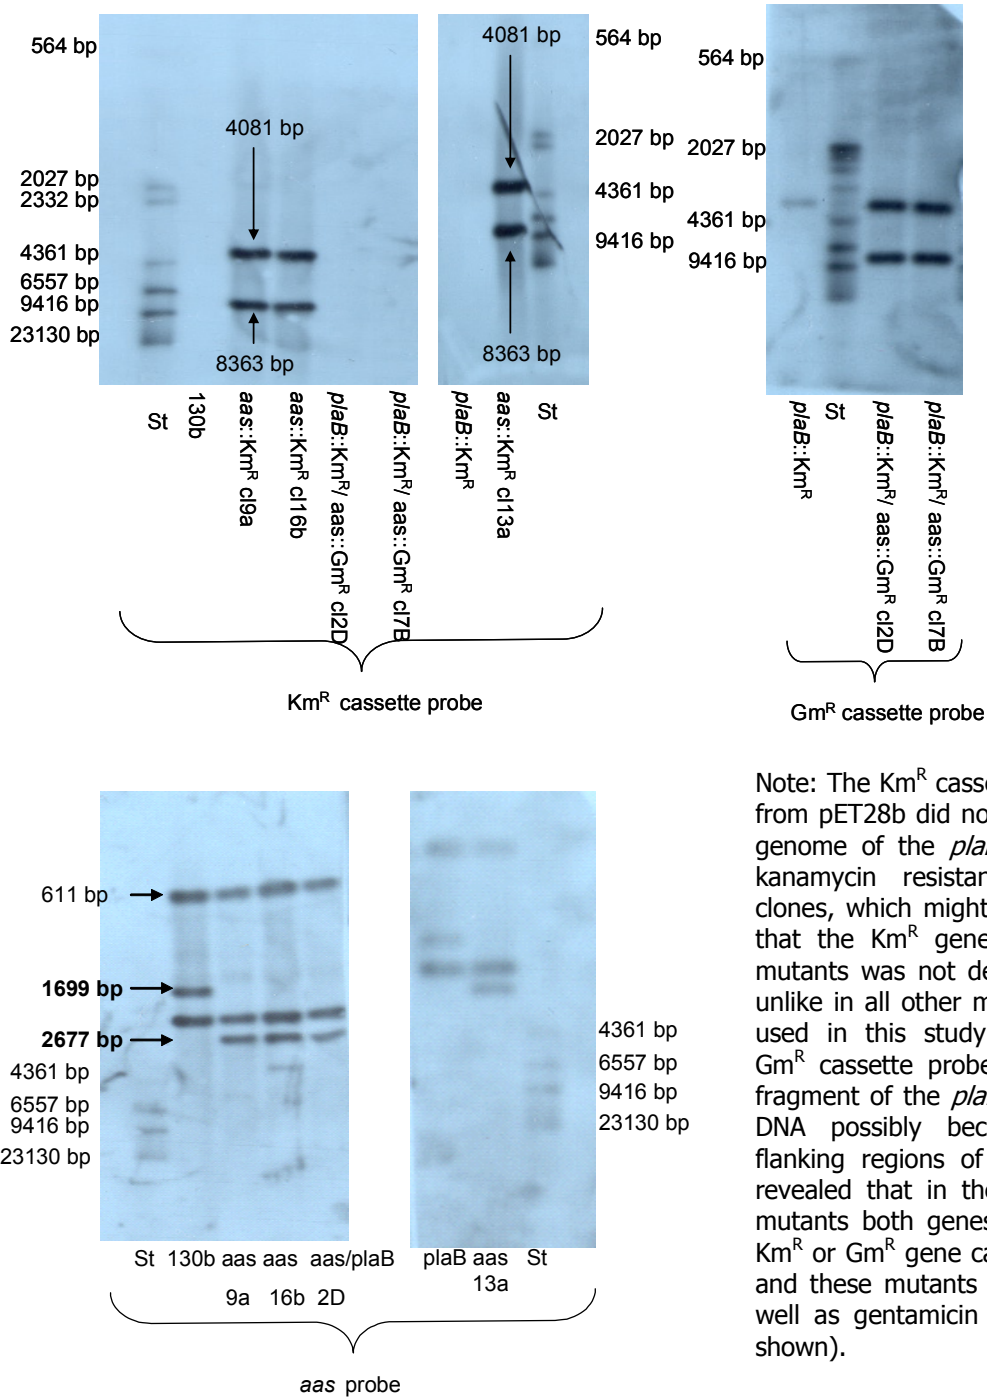 564 bp
4081 bp
2027 bp
2332 bp
4361 bp
6557 bp
9416 bp
23130 bp
8363 bp
St
130b
aas::Kmᴿ cl9a
aas::Kmᴿ cl16b
plaB::Kmᴿ/ aas::Gmᴿ cl2D
plaB::Kmᴿ/ aas::Gmᴿ cl7B
4081 bp
564 bp
2027 bp
4361 bp
9416 bp
8363 bp
plaB::Kmᴿ
aas::Kmᴿ cl13a
St
Kmᴿ cassette probe
564 bp
2027 bp
4361 bp
9416 bp
plaB::Kmᴿ
St
plaB::Kmᴿ/ aas::Gmᴿ cl2D
plaB::Kmᴿ/ aas::Gmᴿ cl7B
Gmᴿ cassette probe
611 bp
1699 bp
2677 bp
4361 bp
6557 bp
9416 bp
23130 bp
St 130b aas aas aas/plaB
9a 16b 2D
4361 bp
6557 bp
9416 bp
23130 bp
plaB aas St
13a
aas probe
Note: The Kmᴿ casse
from pET28b did no
genome of the pla
kanamycin resistan
clones, which might
that the Kmᴿ gene
mutants was not de
unlike in all other m
used in this study
Gmᴿ cassette probe
fragment of the pla
DNA possibly bec
flanking regions of
revealed that in the
mutants both genes
Kmᴿ or Gmᴿ gene ca
and these mutants
well as gentamicin
shown).